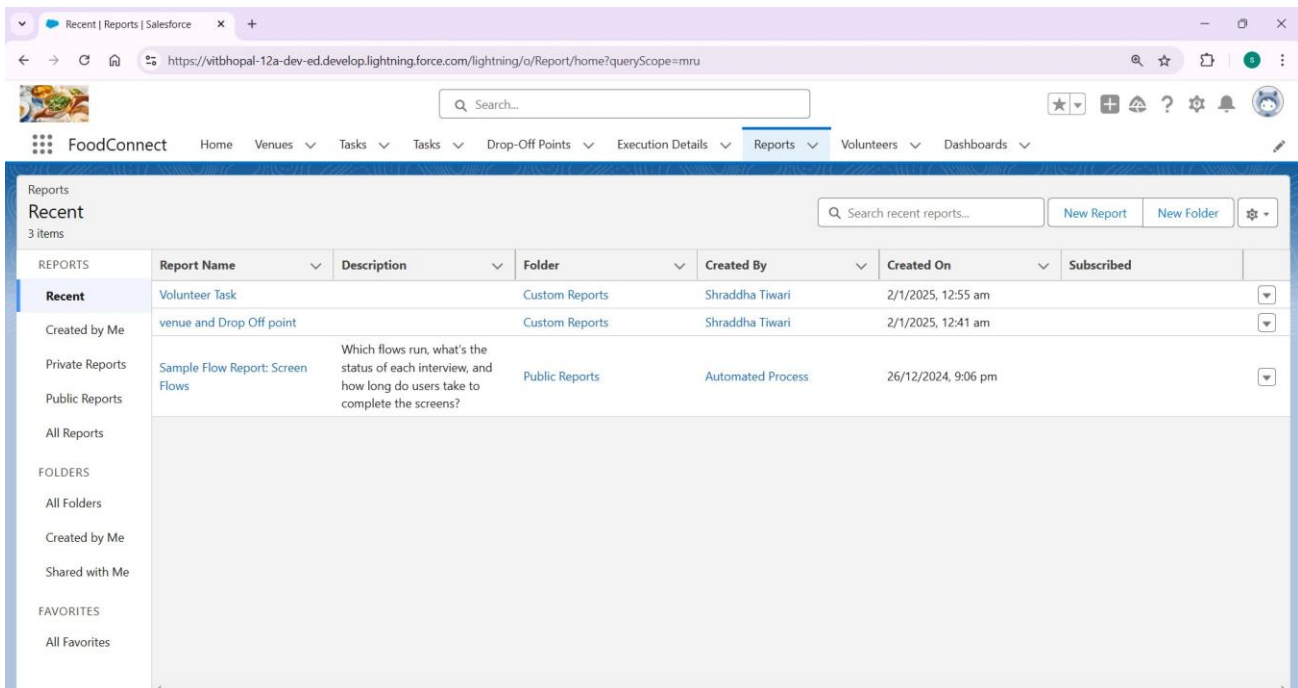 Recent | Reports | Salesforce
https://vitbhopal-12a-dev-ed.develop.lightning.force.com/lightning/o/Report/home?queryScope=mru
S
Search...
FoodConnect Home Venues Tasks Tasks Drop-Off Points Execution Details Reports Volunteers Dashboards
Reports
Recent
3 items
Search recent reports... New Report New Folder
REPORTS
Recent
Created by Me
Private Reports
Public Reports
All Reports
FOLDERS
All Folders
Created by Me
Shared with Me
FAVORITES
All Favorites
Report Name Description Folder Created By Created On Subscribed
Volunteer Task Custom Reports Shraddha Tiwari 2/1/2025, 12:55 am
venue and Drop Off point Custom Reports Shraddha Tiwari 2/1/2025, 12:41 am
Sample Flow Report: Screen
Flows
Which flows run, what's the
status of each interview, and
how long do users take to
complete the screens?
Public Reports Automated Process 26/12/2024, 9:06 pm